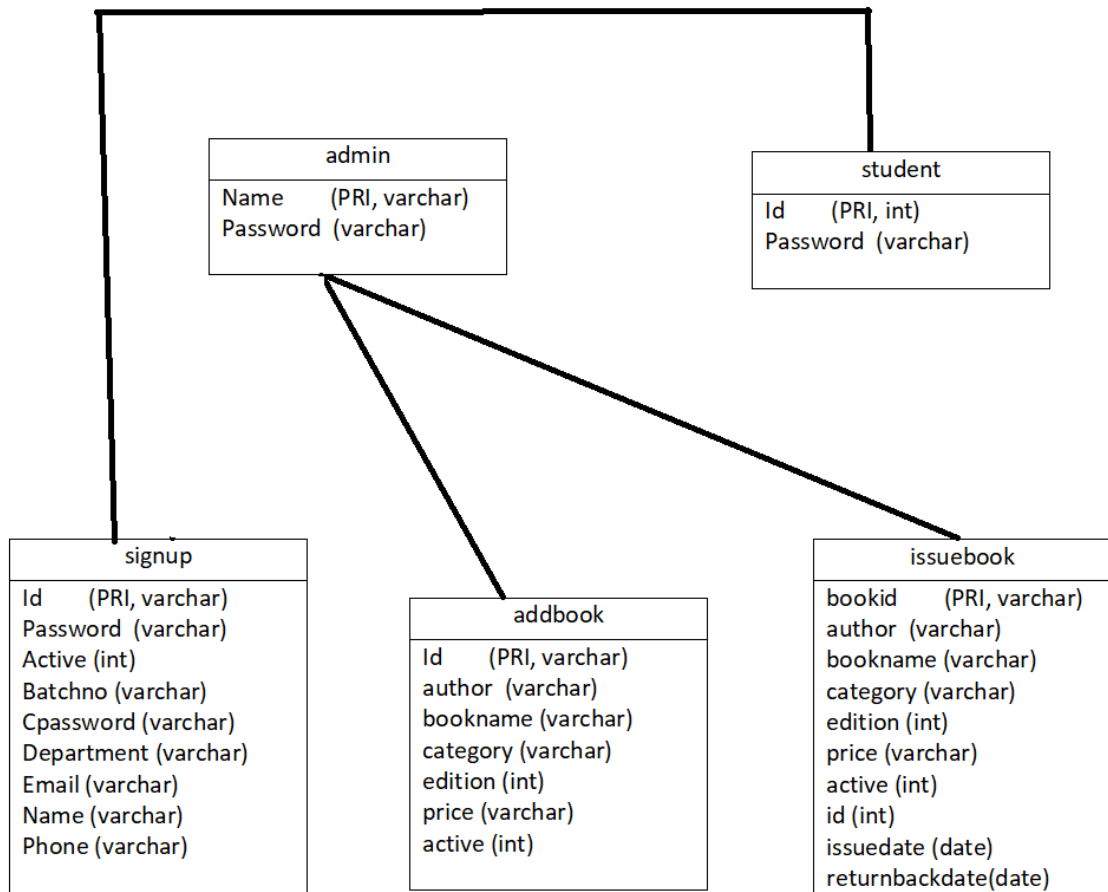 admin
Name (PRI, varchar)
Password (varchar)
student
Id (PRI, int)
Password (varchar)
signup
Id (PRI, varchar)
Password (varchar)
Active (int)
Batchno (varchar)
Cpassword (varchar)
Department (varchar)
Email (varchar)
Name (varchar)
Phone (varchar)
addbook
Id (PRI, varchar)
author (varchar)
bookname (varchar)
category (varchar)
edition (int)
price (varchar)
active (int)
issuebook
bookid (PRI, varchar)
author (varchar)
bookname (varchar)
category (varchar)
edition (int)
price (varchar)
active (int)
id (int)
issuedate (date)
returnbackdate(date)